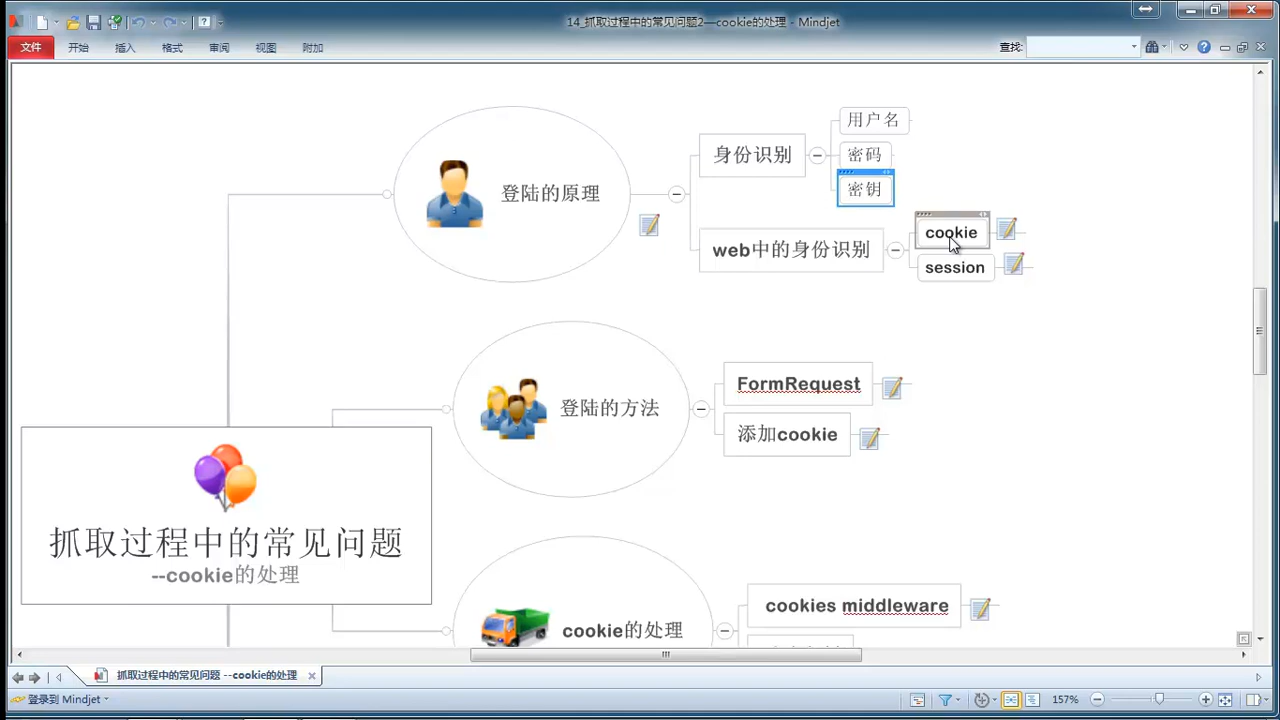 14_抓取过程中的常见问题2—cookie的处理 - Mindjet
文件 开始 插入 格式 审阅 视图 附加 查找:
用户名
身份识别
密码
密钥
登陆的原理
cookie
web中的身份识别
session
FormRequest
登陆的方法
添加cookie
抓取过程中的常见问题
--cookie的处理
cookies middleware
cookie的处理
抓取过程中的常见问题 --cookie的处理
登录到 Mindjet
157%